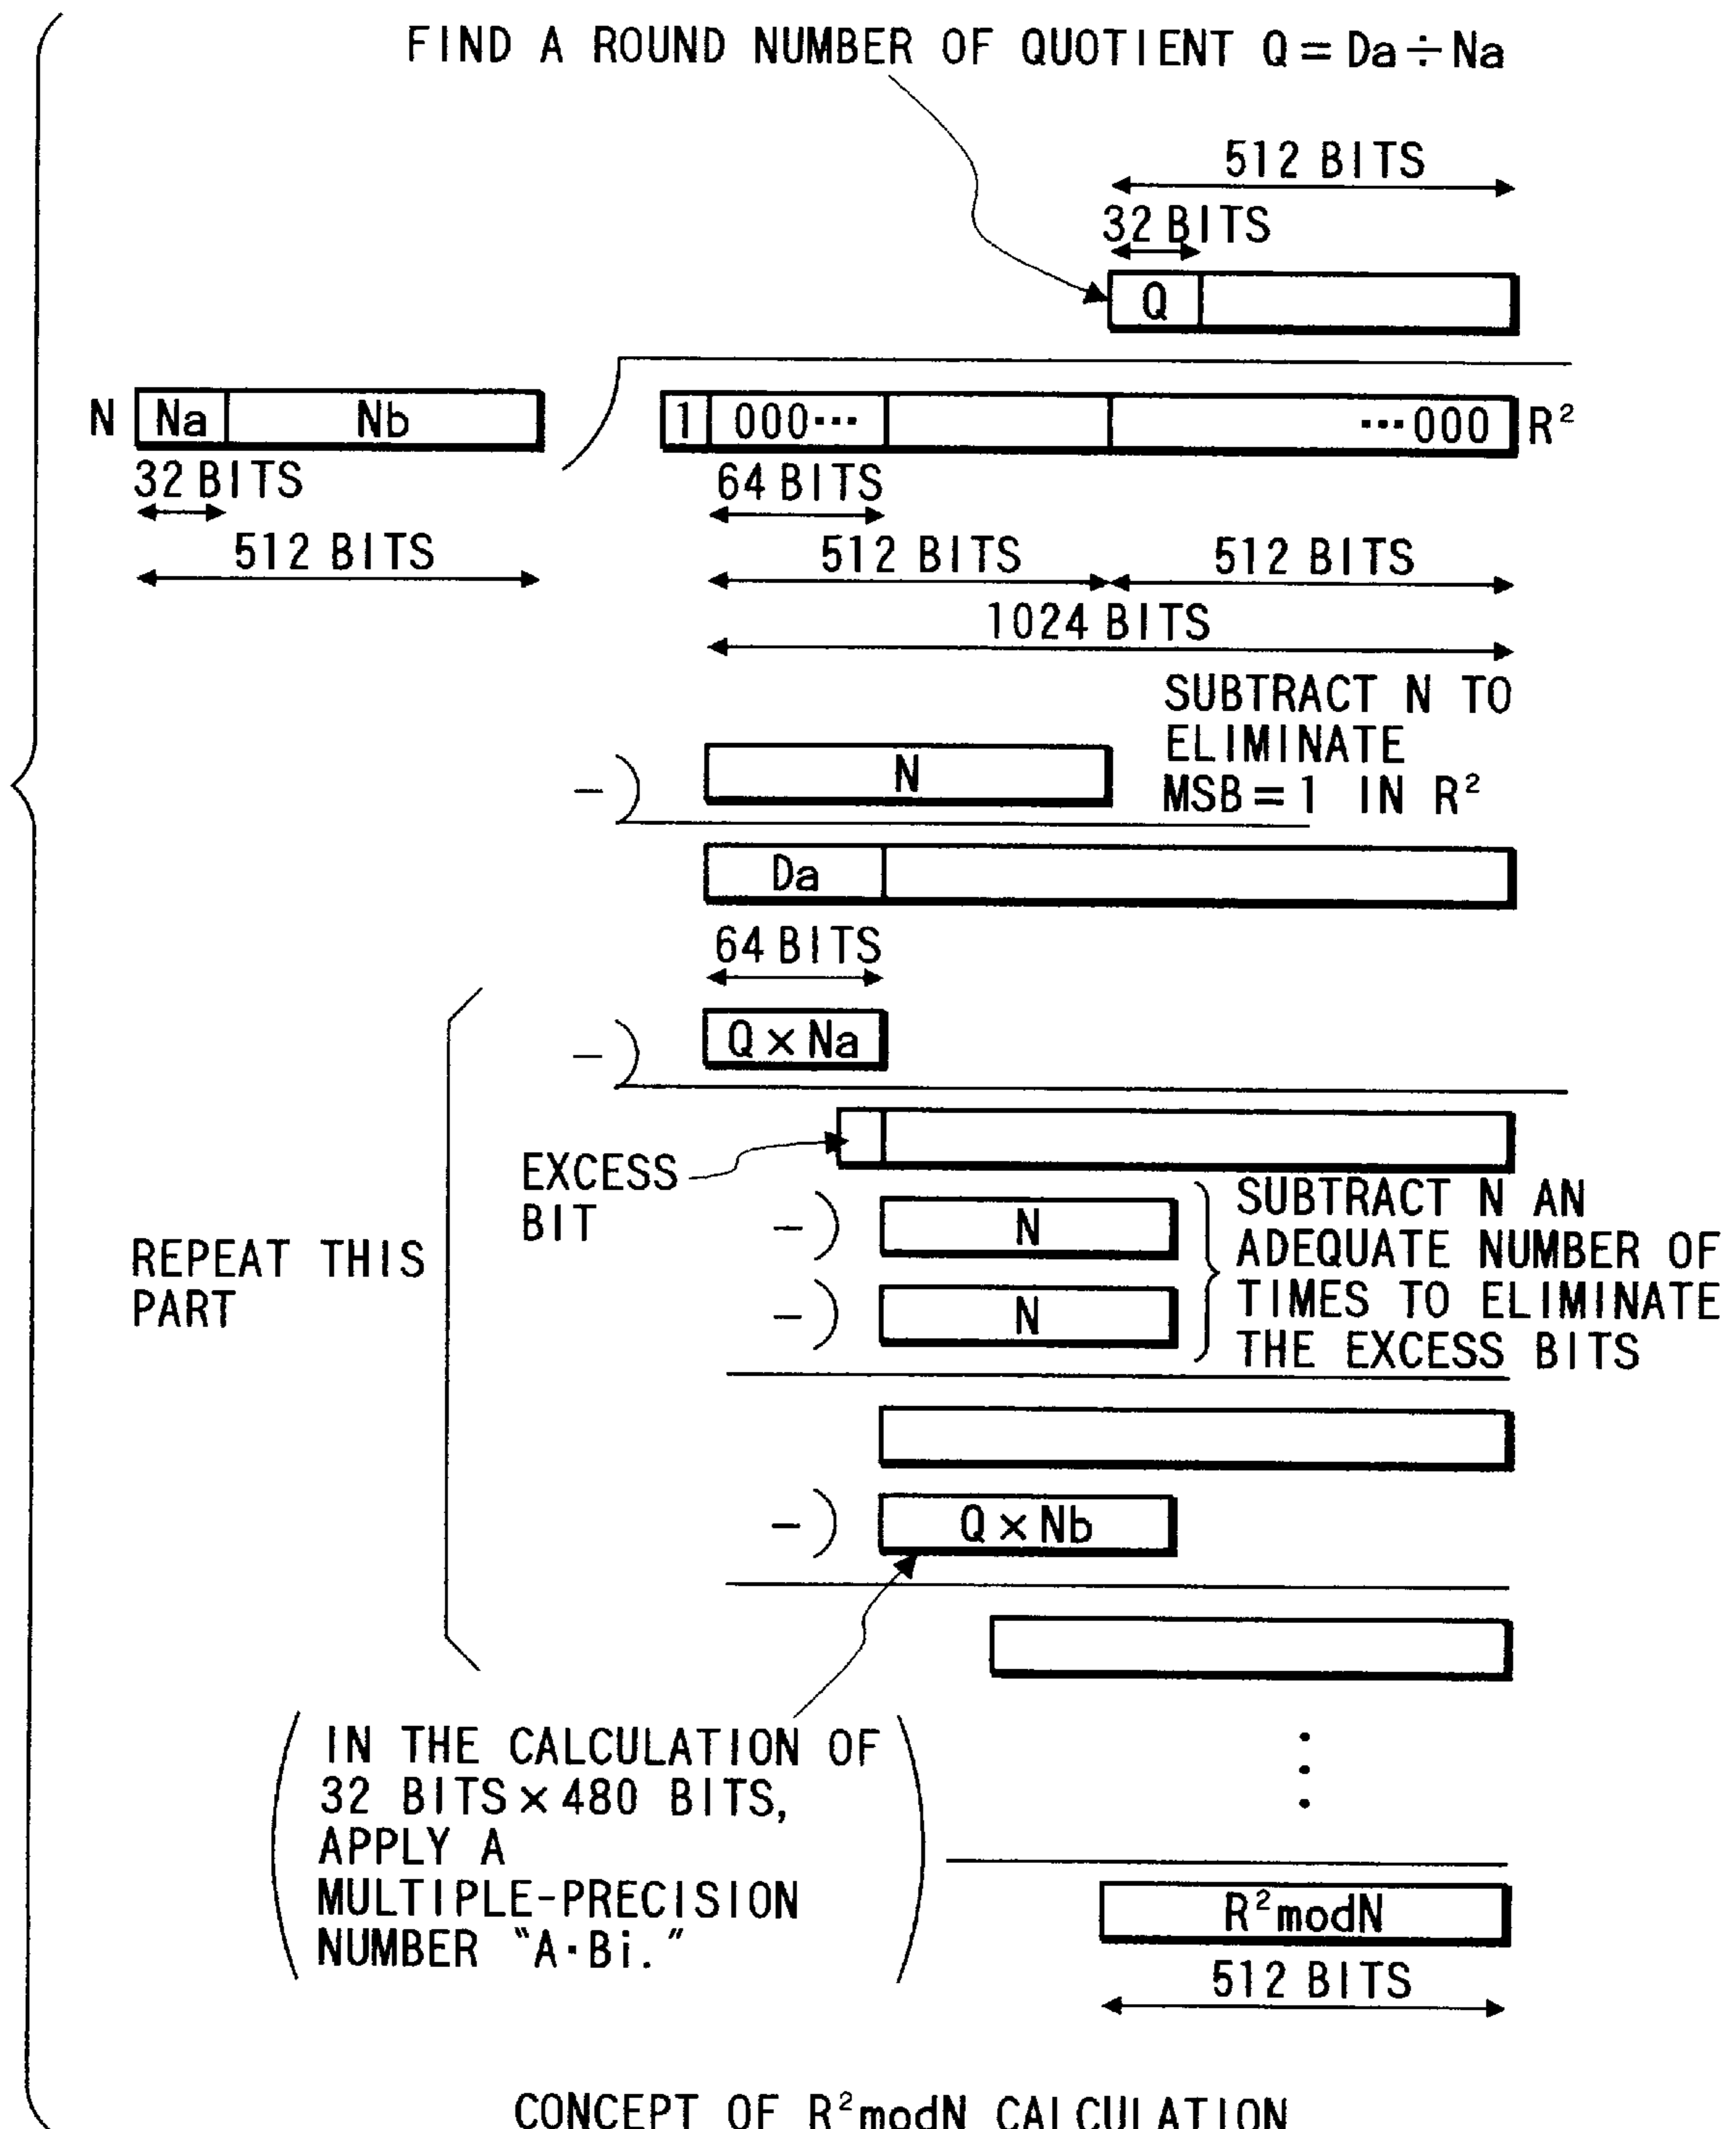 FIND A ROUND NUMBER OF QUOTIENT Q=Da÷Na
512 BITS
32 BITS
Q
N Na Nb
1 000··· ···000 R²
32 BITS
64 BITS
512 BITS
512 BITS
512 BITS
1024 BITS
SUBTRACT N TO
ELIMINATE
MSB=1 IN R²
−) N
Da
64 BITS
−) Q×Na
EXCESS
BIT
−) N
−) N
SUBTRACT N AN
ADEQUATE NUMBER OF
TIMES TO ELIMINATE
THE EXCESS BITS
REPEAT THIS
PART
−) Q×Nb
IN THE CALCULATION OF
32 BITS×480 BITS,
APPLY A
MULTIPLE-PRECISION
NUMBER "A·Bi."
R²modN
512 BITS
CONCEPT OF R²modN CALCULATION